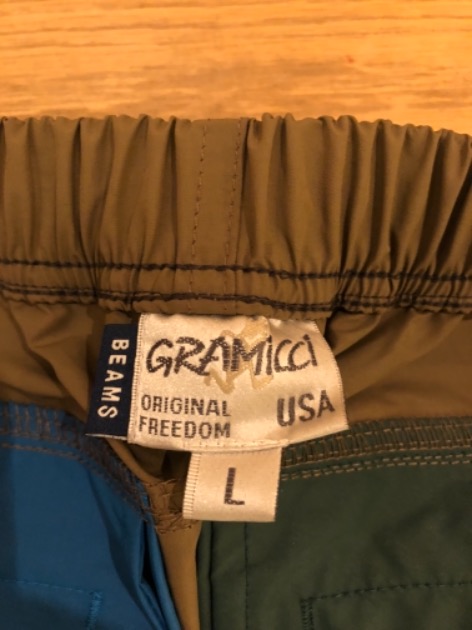 BEAMS
GRAMiCCi
ORIGINAL
FREEDOM
USA
L